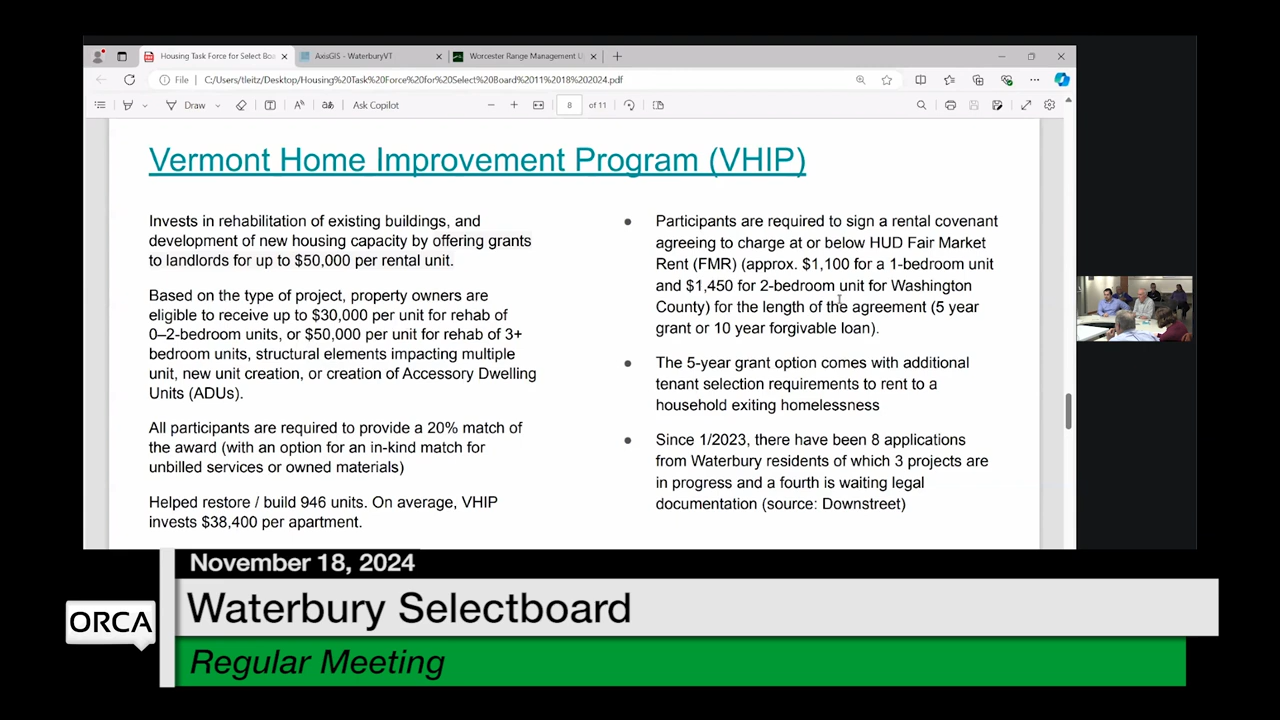 Housing Task Force for Select Boa
AxisGIS - WaterburyVT
Worcester Range Management U
File
C:/Users/tleitz/Desktop/Housing%20Task%20Force%20for%20Select%20Board%2011%2018%202024.pdf
Draw
Ask Copilot
8 of 11
Vermont Home Improvement Program (VHIP)
Invests in rehabilitation of existing buildings, and
development of new housing capacity by offering grants
to landlords for up to $50,000 per rental unit.
Based on the type of project, property owners are
eligible to receive up to $30,000 per unit for rehab of
0–2-bedroom units, or $50,000 per unit for rehab of 3+
bedroom units, structural elements impacting multiple
unit, new unit creation, or creation of Accessory Dwelling
Units (ADUs).
All participants are required to provide a 20% match of
the award (with an option for an in-kind match for
unbilled services or owned materials)
Helped restore / build 946 units. On average, VHIP
invests $38,400 per apartment.
● Participants are required to sign a rental covenant
agreeing to charge at or below HUD Fair Market
Rent (FMR) (approx. $1,100 for a 1-bedroom unit
and $1,450 for 2-bedroom unit for Washington
County) for the length of the agreement (5 year
grant or 10 year forgivable loan).
● The 5-year grant option comes with additional
tenant selection requirements to rent to a
household exiting homelessness
● Since 1/2023, there have been 8 applications
from Waterbury residents of which 3 projects are
in progress and a fourth is waiting legal
documentation (source: Downstreet)
November 18, 2024
ORCA
Waterbury Selectboard
Regular Meeting